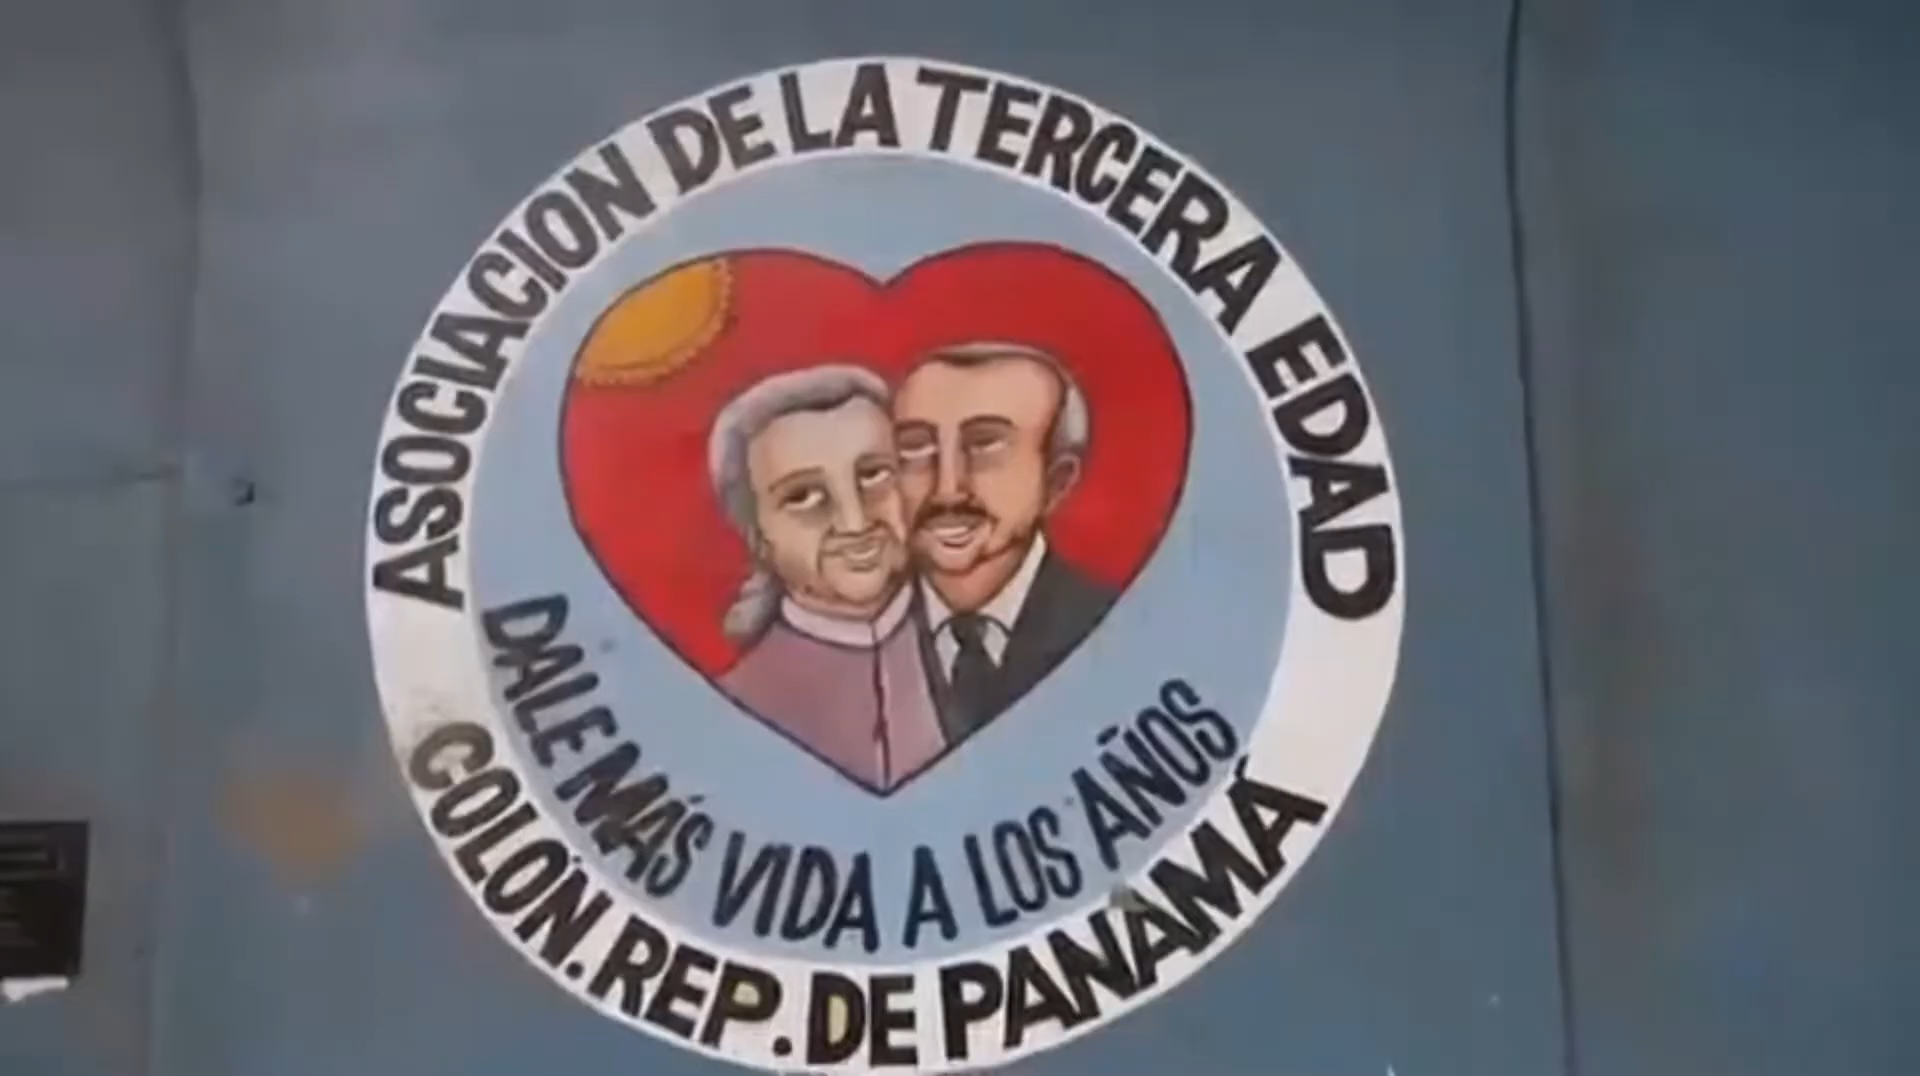 ASOCIACION DE LA TERCERA EDAD
DALE MÁS VIDA A LOS AÑOS
COLÓN. REP. DE PANAMÁ